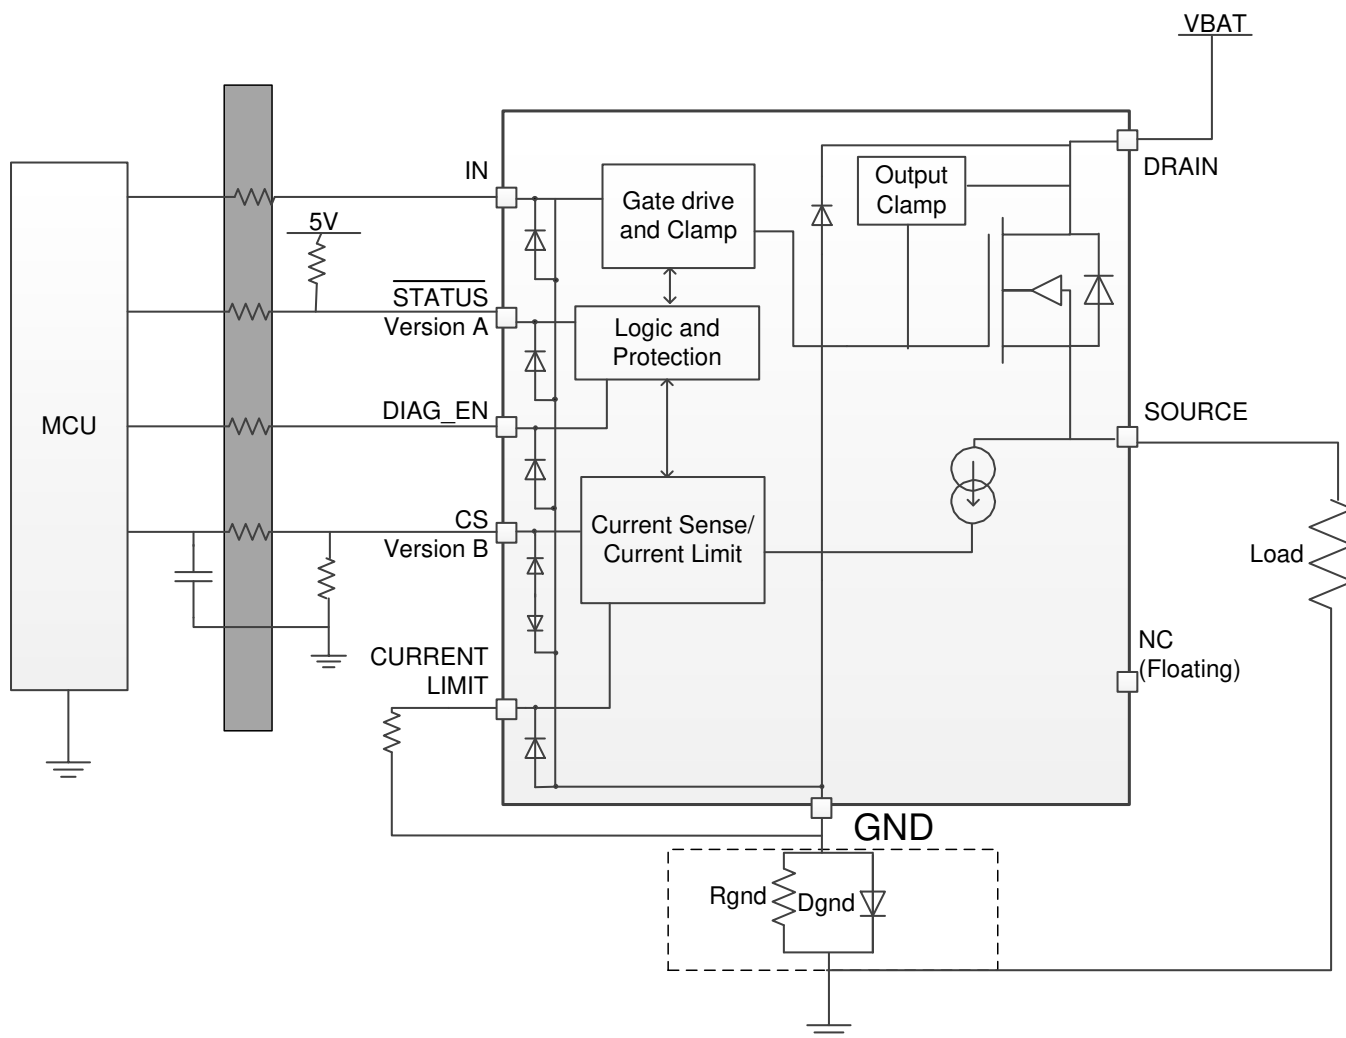 VBAT
IN
DRAIN
Gate drive
and Clamp
Output
Clamp
5V
STATUS
Version A
Logic and
Protection
MCU
DIAG_EN
SOURCE
CS
Version B
Current Sense/
Current Limit
Load
CURRENT
LIMIT
NC
(Floating)
GND
Rgnd
Dgnd